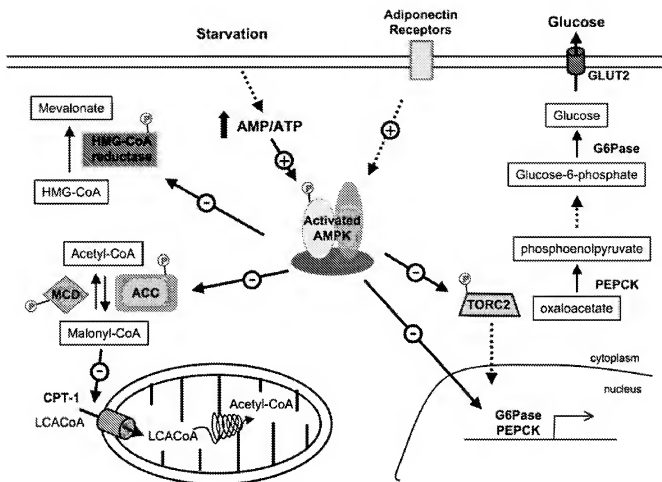 Starvation
Adiponectin
Receptors
Glucose
GLUT2
Mevalonate
P
HMG-CoA
reductase
HMG-CoA
AMP/ATP
+
+
Glucose
G6Pase
Glucose-6-phosphate
P
Activated
AMPK
-
phosphoenolpyruvate
PEPCK
oxaloacetate
Acetyl-CoA
P
MCD
P
ACC
Malonyl-CoA
-
-
P
TORC2
-
-
cytoplasm
nucleus
CPT-1
LCACoA
LCACoA
Acetyl-CoA
G6Pase
PEPCK